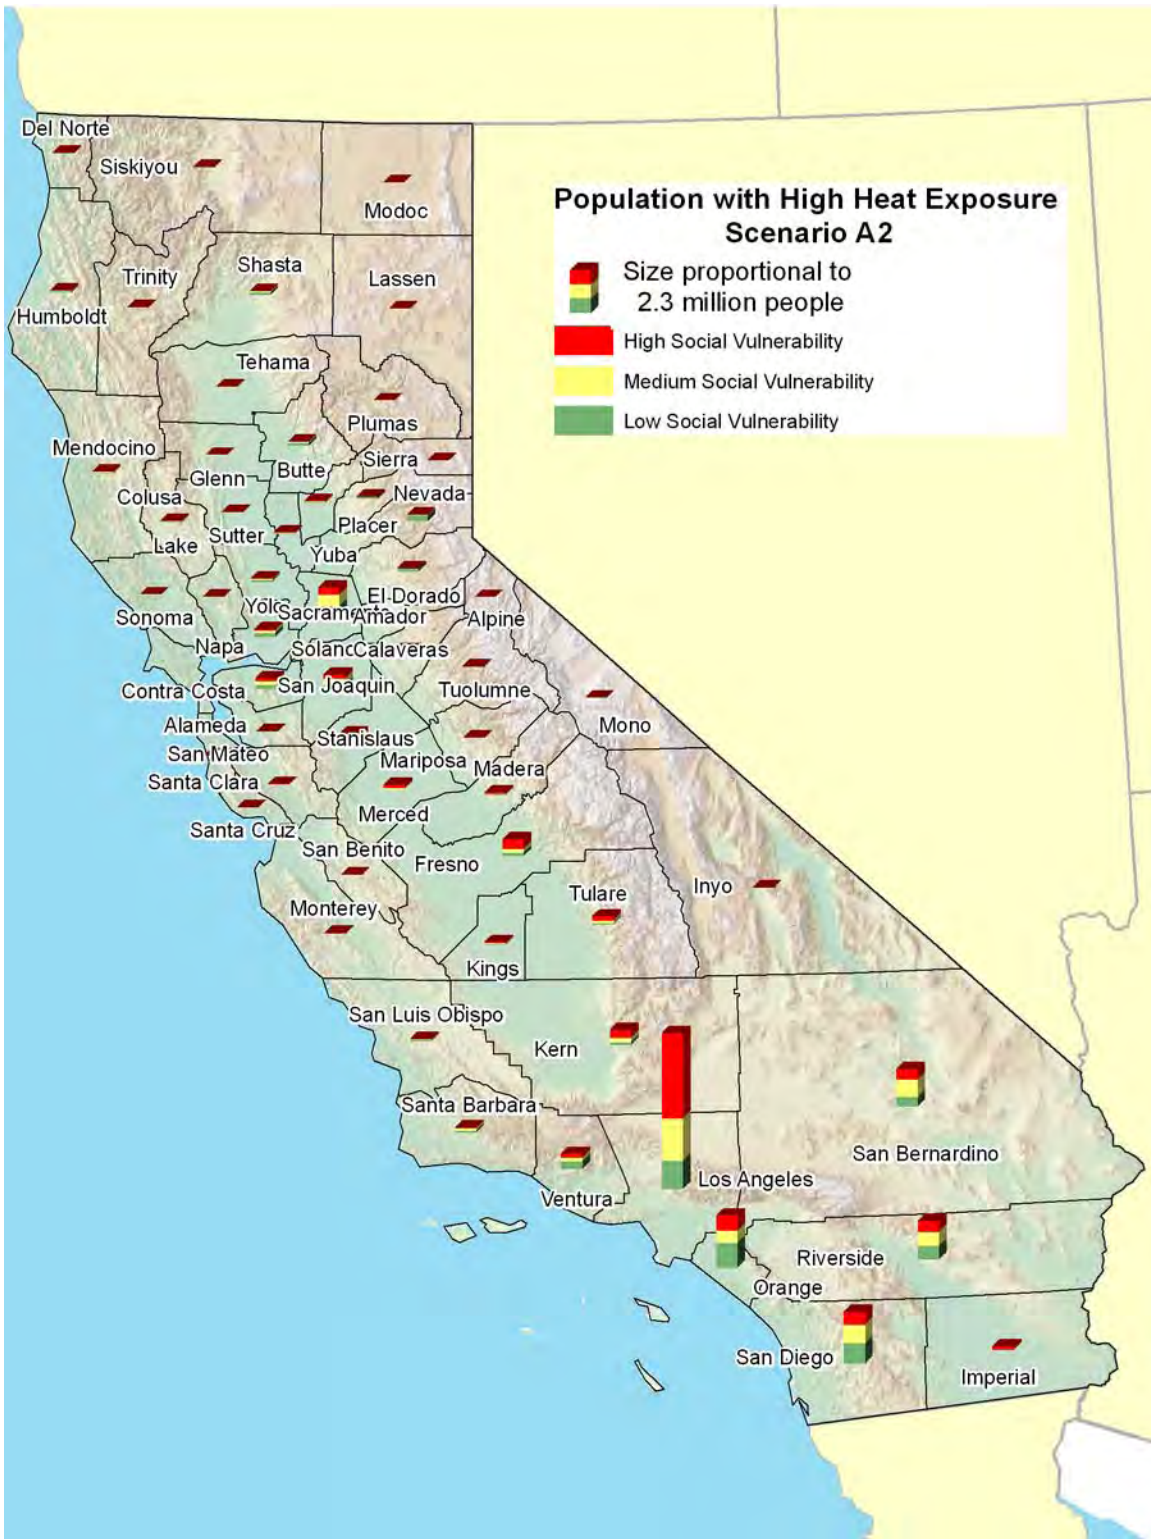 Population with High Heat Exposure
Scenario A2
Size proportional to
2.3 million people
High Social Vulnerability
Medium Social Vulnerability
Low Social Vulnerability
Del Norte
Siskiyou
Modoc
Shasta
Trinity
Lassen
Humboldt
Tehama
Plumas
Mendocino
Butte
Sierra
Glenn
Colusa
Nevada
Placer
Sutter
Lake
Yuba
El Dorado
Yolo
Sacramento
Amador
Alpine
Sonoma
Napa
Solano
Calaveras
Contra Costa
San Joaquin
Tuolumne
Alameda
Mono
Stanislaus
San Mateo
Mariposa
Madera
Santa Clara
Merced
Santa Cruz
San Benito
Fresno
Inyo
Tulare
Monterey
Kings
San Luis Obispo
Kern
Santa Barbara
San Bernardino
Los Angeles
Ventura
Riverside
Orange
San Diego
Imperial